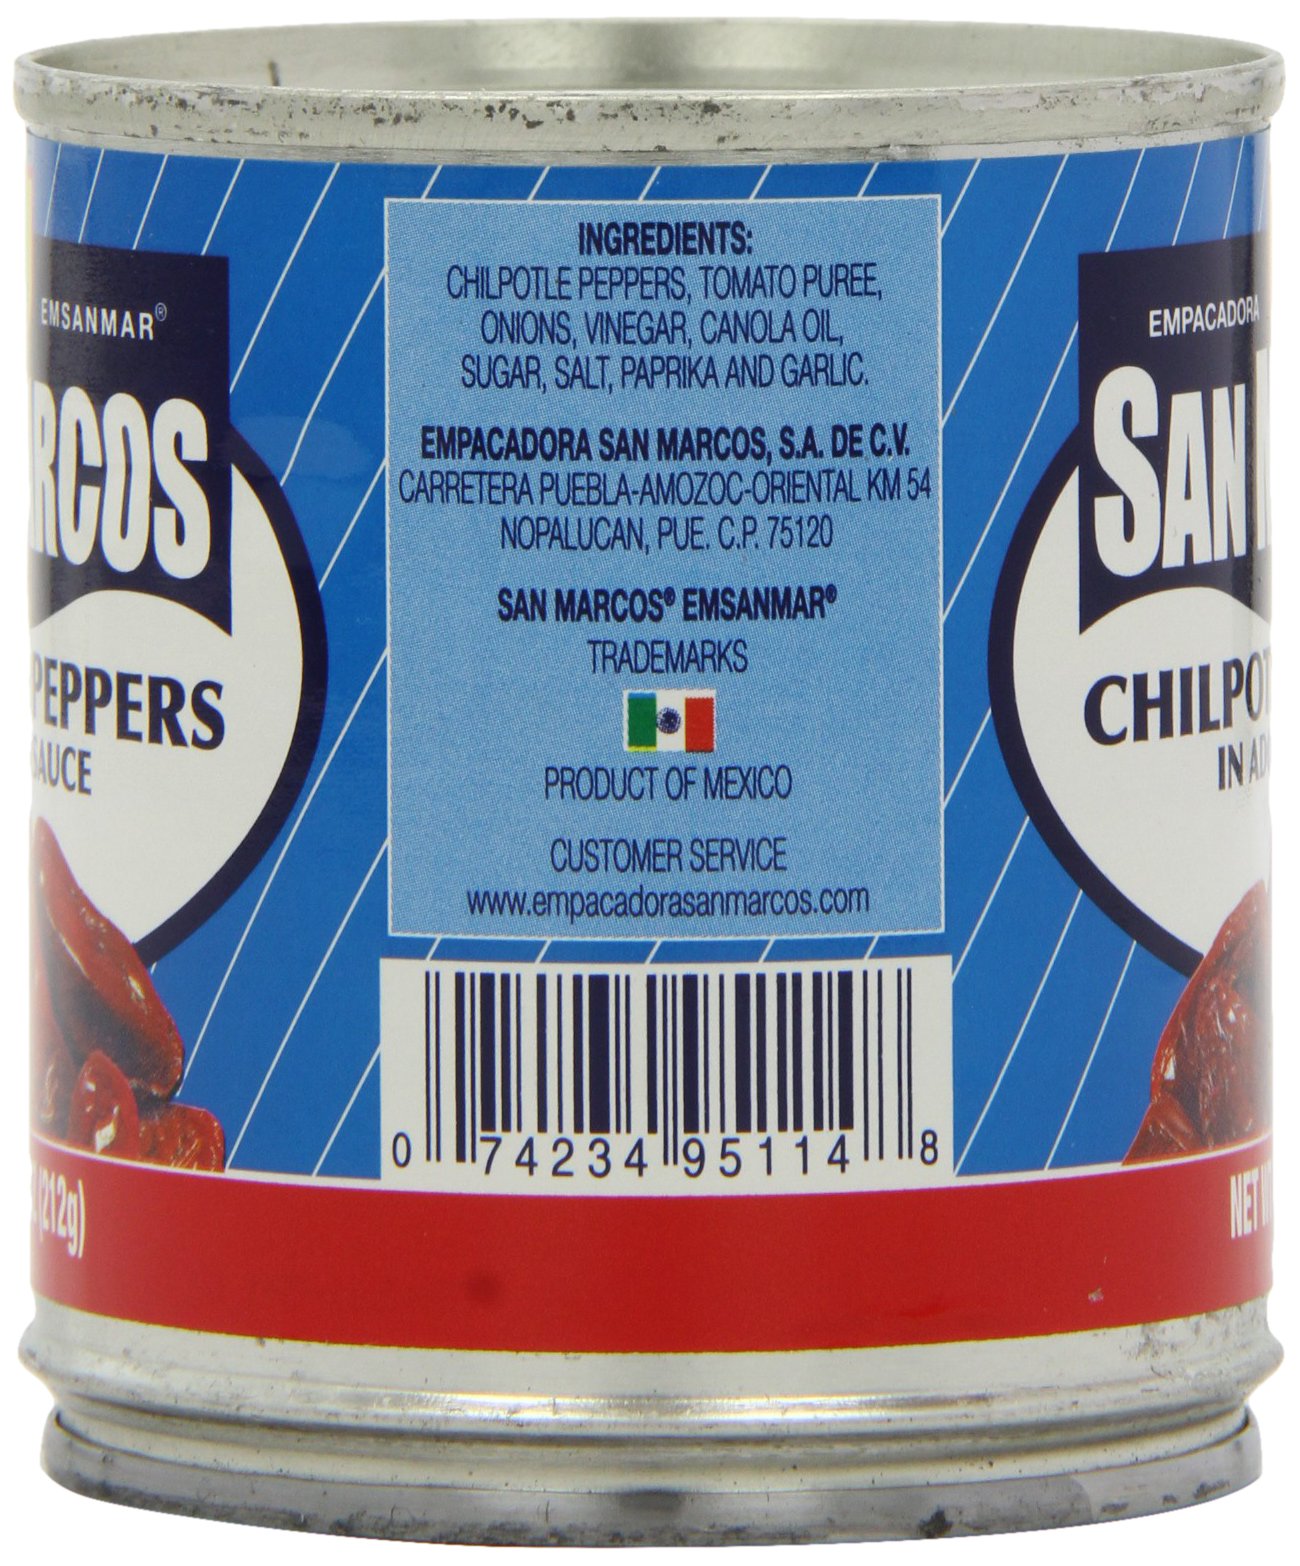 EMSANMAR®
RCOS
PEPPERS
SAUCE
(212g)
INGREDIENTS:
CHILPOTLE PEPPERS, TOMATO PUREE,
ONIONS, VINEGAR, CANOLA OIL,
SUGAR, SALT, PAPRIKA AND GARLIC.
EMPACADORA SAN MARCOS, S.A. DE C.V.
CARRETERA PUEBLA-AMOZOC-ORIENTAL KM 54
NOPALUCAN, PUE. C.P. 75120
SAN MARCOS® EMSANMAR®
TRADEMARKS
PRODUCT OF MEXICO
CUSTOMER SERVICE
www.empacadorasanmarcos.com
0 74234 95114 8
EMPACADORA
SAN
CHILPOT
IN AD
NET